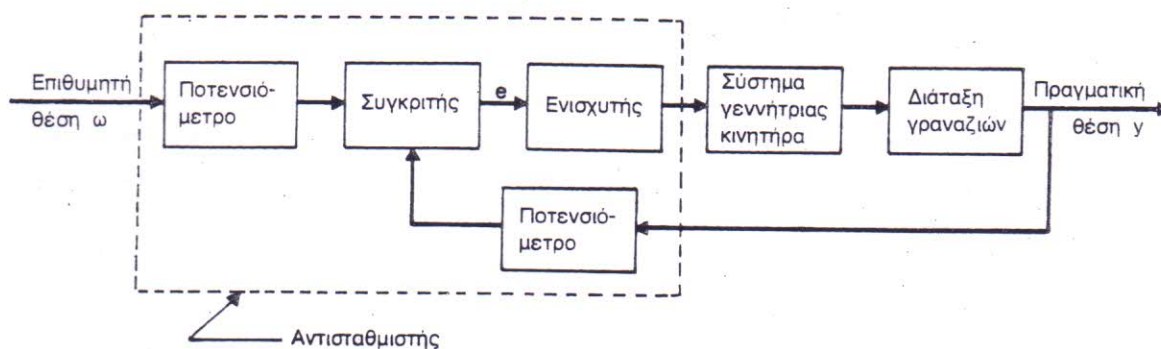 Επιθυμητή
θέση ω
Ποτενσιό-
μετρο
Συγκριτής
e
Ενισχυτής
Σύστημα
γεννήτριας
κινητήρα
Διάταξη
γραναζιών
Πραγματική
θέση y
Ποτενσιό-
μετρο
Αντισταθμιστής